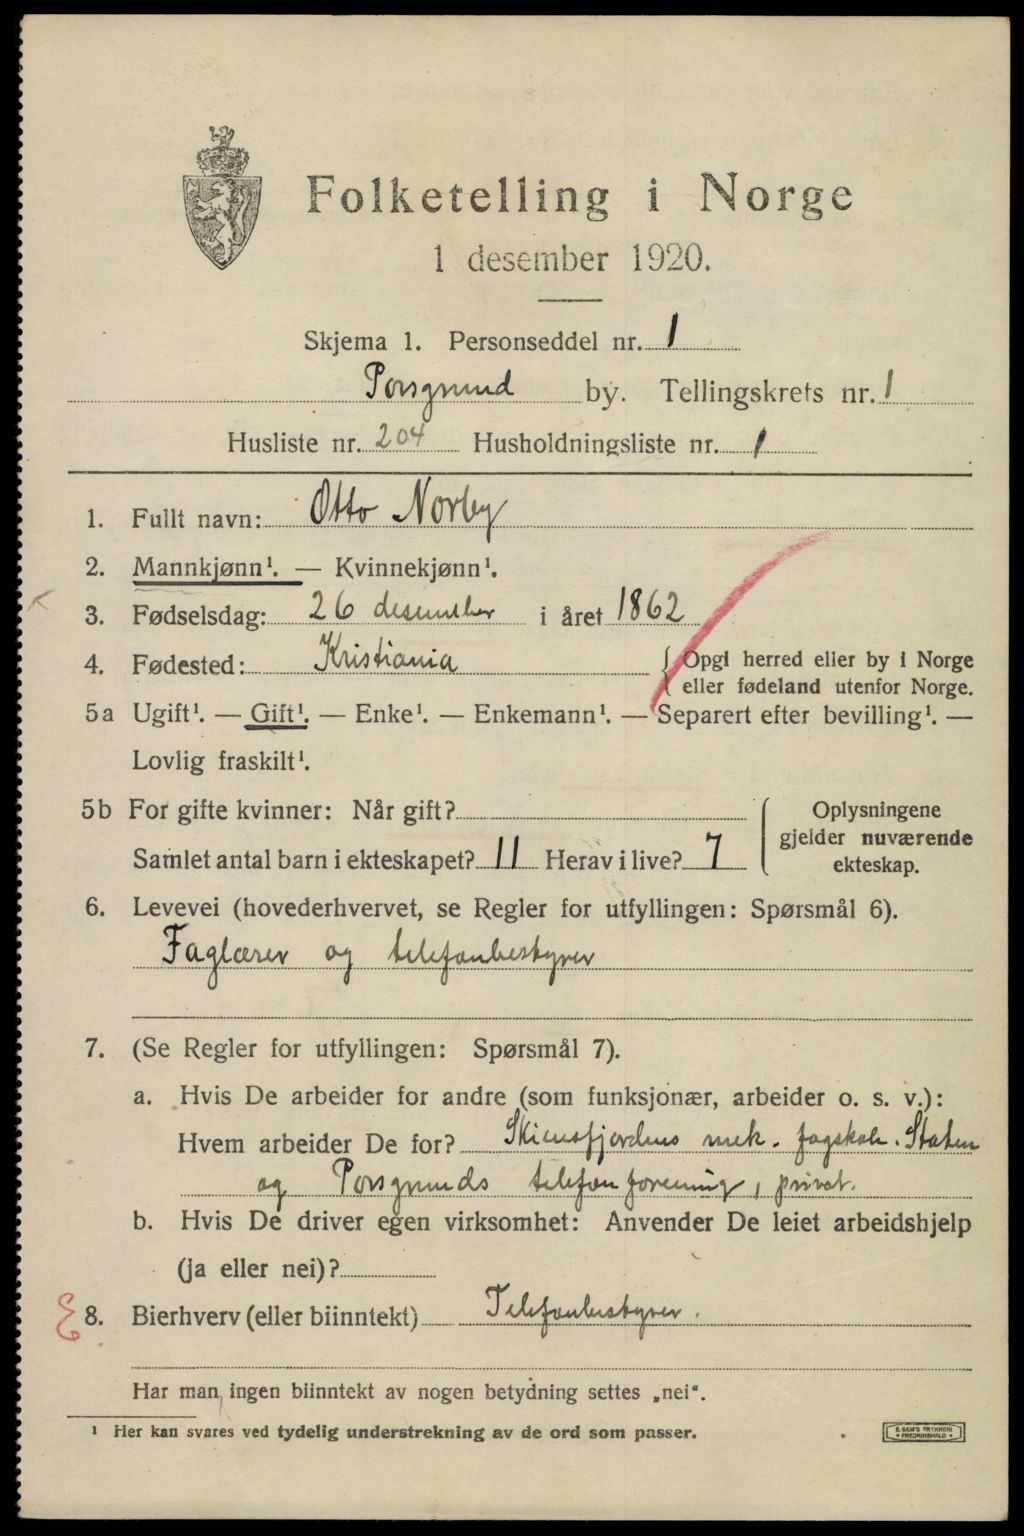 Folketelling i Norge
1 desember 1920.
Skjema 1. Personseddel nr. 1
Porsgrund by. Tellingskrets nr. 1
Husliste nr. 204 Husholdningsliste nr. 1
1. Fullt navn: Otto Norby
2. Mannkjønn¹. — Kvinnekjønn¹.
3. Fødselsdag: 26 desember i året 1862
4. Fødested: Kristiania { Opgi herred eller by i Norge
eller fødeland utenfor Norge.
5a Ugift¹. — Gift¹. — Enke¹. — Enkemann¹. — Separert efter bevilling¹. —
Lovlig fraskilt¹.
5b For gifte kvinner: Når gift?
Samlet antal barn i ekteskapet? 11 Herav i live? 7
Oplysningene
gjelder nuværende
ekteskap.
6. Levevei (hovederhvervet, se Regler for utfyllingen: Spørsmål 6).
Faglærer og telefonbestyrer
7. (Se Regler for utfyllingen: Spørsmål 7).
a. Hvis De arbeider for andre (som funksjonær, arbeider o. s. v.):
Hvem arbeider De for? Skiensfjordens mek. fagskole. Staten
og Porsgrunds telefonforening, privat.
b. Hvis De driver egen virksomhet: Anvender De leiet arbeidshjelp
(ja eller nei)?
8. Bierhverv (eller biinntekt) Telefonbestyrer.
Har man ingen biinntekt av nogen betydning settes „nei“.
¹ Her kan svares ved tydelig understrekning av de ord som passer.
E. SEM'S TRYKKERI
FREDRIKSHALD